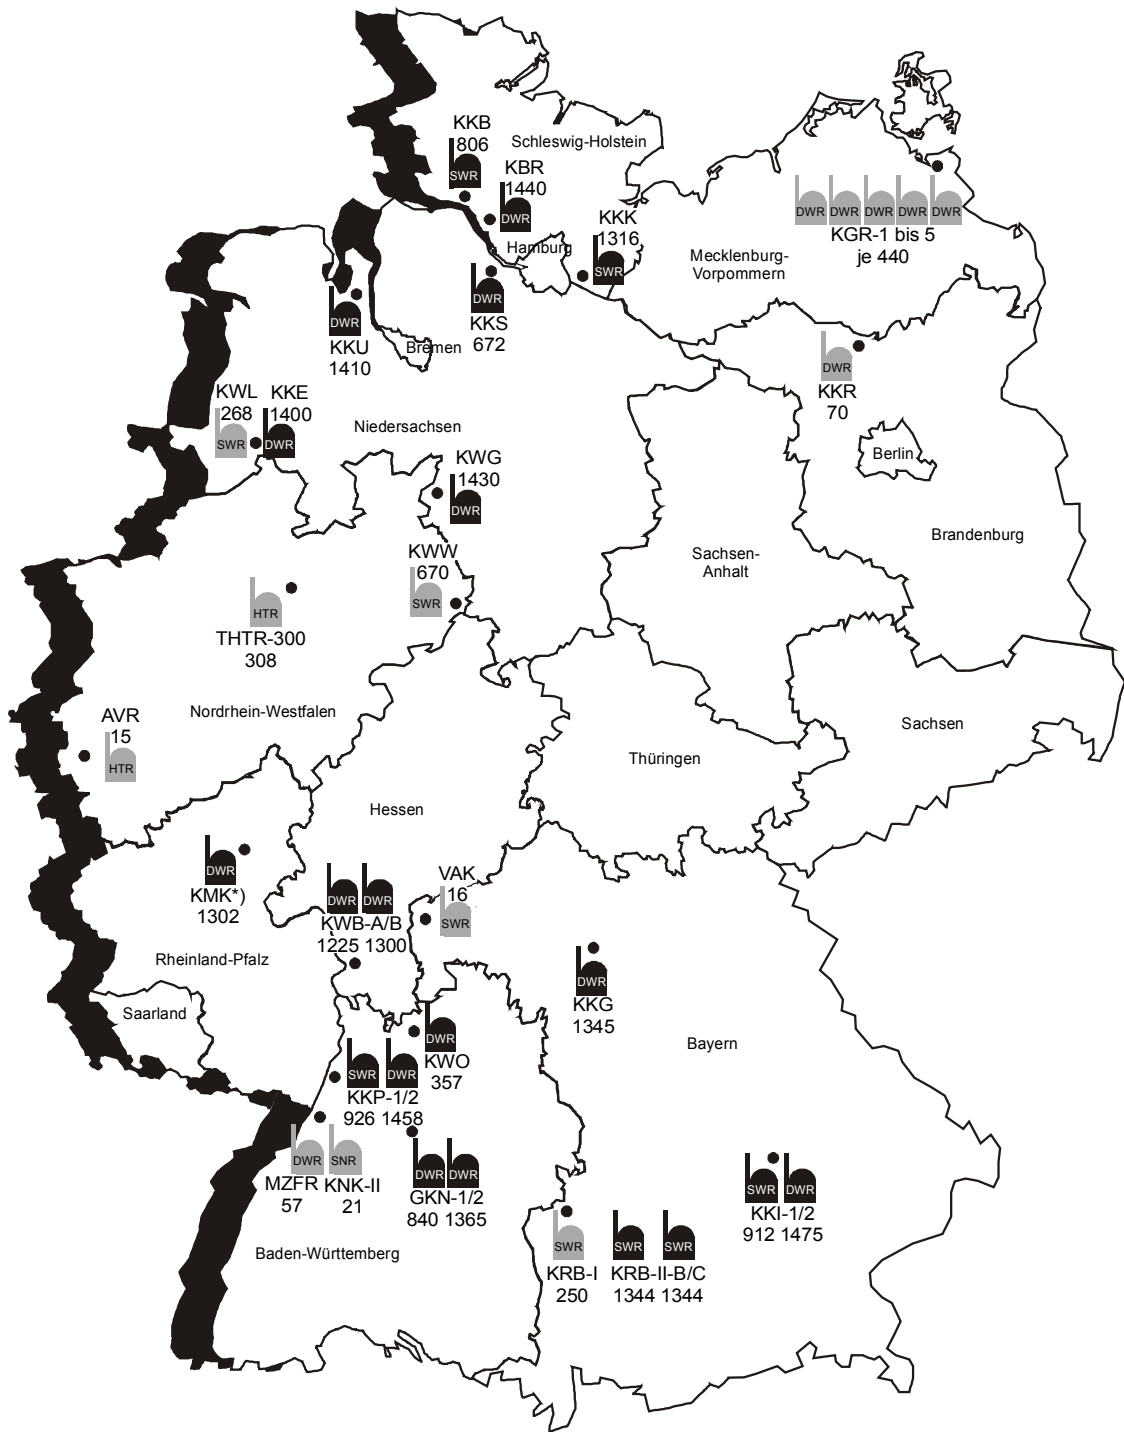 KKB
806
SWR
Schleswig-Holstein
KBR
1440
DWR
KKK
1316
SWR
Hamburg
DWR DWR DWR DWR DWR
KGR-1 bis 5
je 440
Mecklenburg-
Vorpommern
DWR
KKS
672
DWR
KKU
1410
Bremen
DWR
KKR
70
KWL
268
SWR
KKE
1400
DWR
Niedersachsen
Berlin
KWG
1430
DWR
Brandenburg
Sachsen-
Anhalt
KWW
670
SWR
HTR
THTR-300
308
Nordrhein-Westfalen
AVR
15
HTR
Sachsen
Thüringen
Hessen
DWR
KMK*)
1302
DWR DWR
KWB-A/B
1225 1300
VAK
16
SWR
Rheinland-Pfalz
DWR
KKG
1345
Saarland
DWR
KWO
357
Bayern
SWR DWR
KKP-1/2
926 1458
DWR SNR
MZFR KNK-II
57 21
DWR DWR
GKN-1/2
840 1365
SWR DWR
KKI-1/2
912 1475
Baden-Württemberg
SWR
KRB-I
250
SWR SWR
KRB-II-B/C
1344 1344